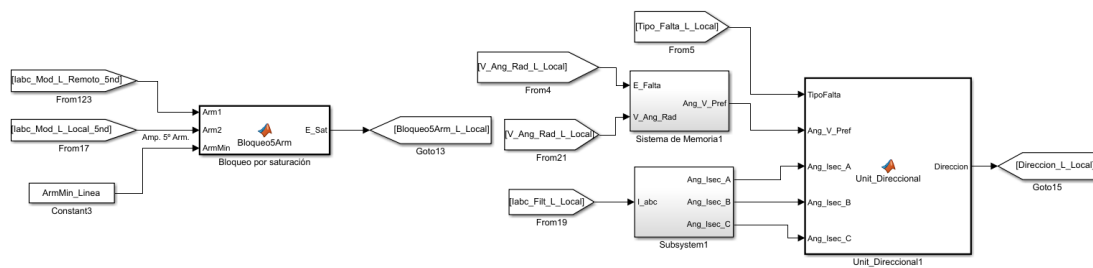 [Iabc_Mod_L_Remoto_5nd]
From123
[Iabc_Mod_L_Local_5nd]
From17
Amp. 5º Arm.
ArmMin_Linea
Constant3
Arm1
Arm2
ArmMin
Bloqueo5Arm
E_Sat
Bloqueo por saturación
[Bloqueo5Arm_L_Local]
Goto13
[Tipo_Falta_L_Local]
From5
[V_Ang_Rad_L_Local]
From4
[V_Ang_Rad_L_Local]
From21
E_Falta
V_Ang_Rad
Ang_V_Pref
Sistema de Memoria1
[Iabc_Filt_L_Local]
From19
I_abc
Ang_Isec_A
Ang_Isec_B
Ang_Isec_C
Subsystem1
TipoFalta
Ang_V_Pref
Ang_Isec_A
Ang_Isec_B
Ang_Isec_C
Unit_Direccional
Direccion
Unit_Direccional1
[Direccion_L_Local]
Goto15